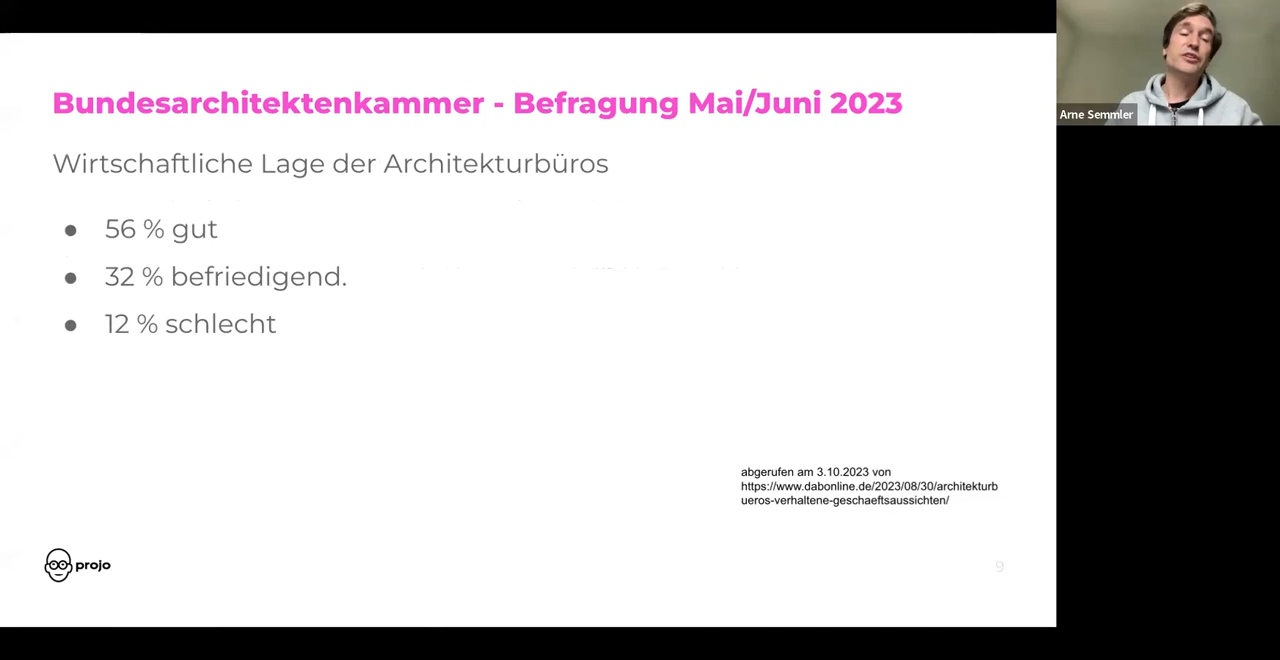 Bundesarchitektenkammer - Befragung Mai/Juni 2023
Wirtschaftliche Lage der Architekturbüros
● 56 % gut
● 32 % befriedigend.
● 12 % schlecht
abgerufen am 3.10.2023 von
https://www.dabonline.de/2023/08/30/architekturb
ueros-verhaltene-geschaeftsaussichten/
projo
9
Arne Semmler